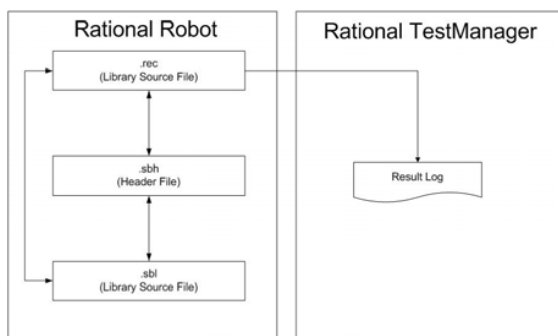 Rational Robot
.rec
(Library Source File)
.sbh
(Header File)
.sbl
(Library Source File)
Rational TestManager
Result Log